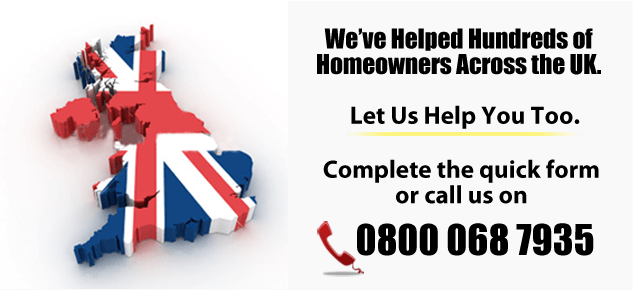 We've Helped Hundreds of
Homeowners Across the UK.
Let Us Help You Too.
Complete the quick form
or call us on
0800 068 7935